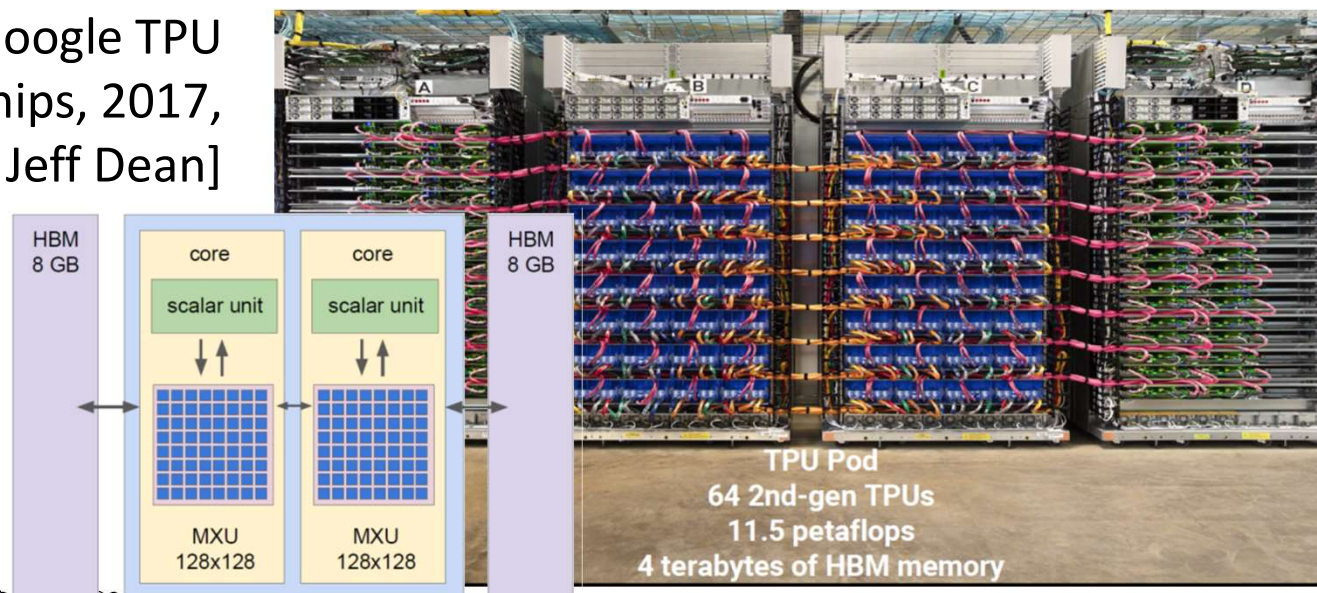 oogle TPU
hips, 2017,
Jeff Dean]
A
B
C
D
HBM
8 GB
core
core
HBM
8 GB
scalar unit
scalar unit
MXU
128x128
MXU
128x128
TPU Pod
64 2nd-gen TPUs
11.5 petaflops
4 terabytes of HBM memory